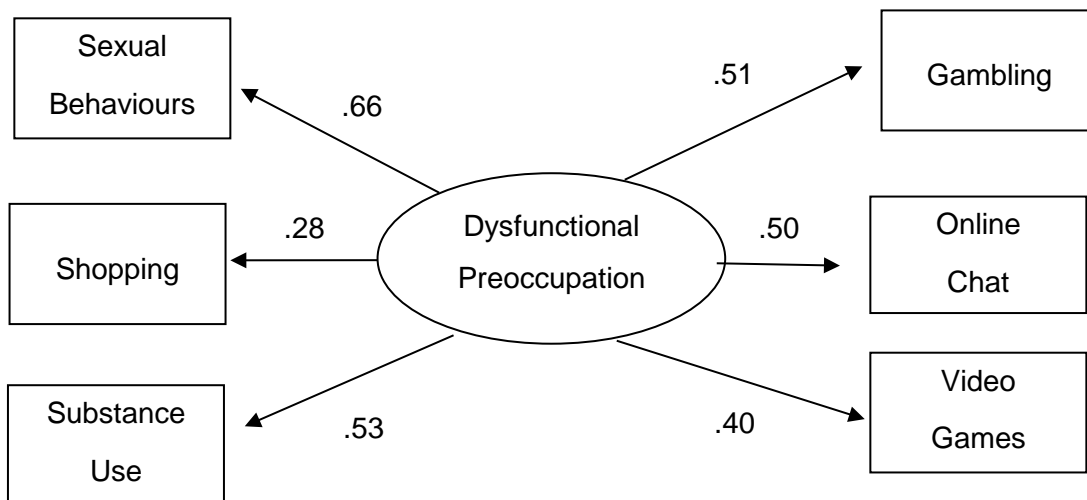 Sexual
Behaviours
.66
.51
Gambling
Shopping
.28
Dysfunctional
Preoccupation
.50
Online
Chat
Substance
Use
.53
.40
Video
Games